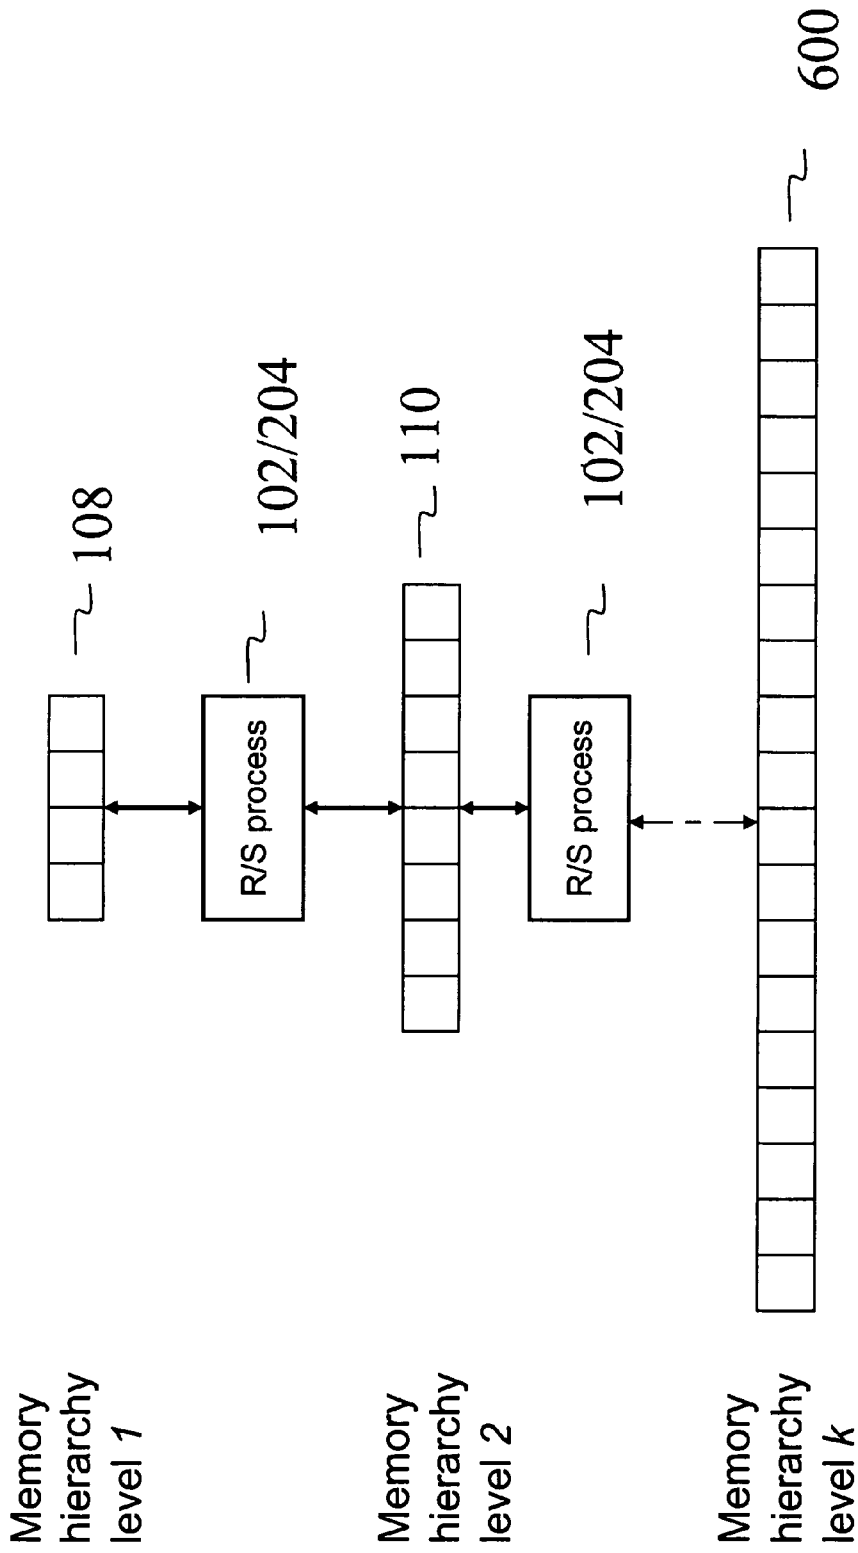 Memory
hierarchy
level 1
108
R/S process
102/204
Memory
hierarchy
level 2
110
R/S process
102/204
Memory
hierarchy
level k
600